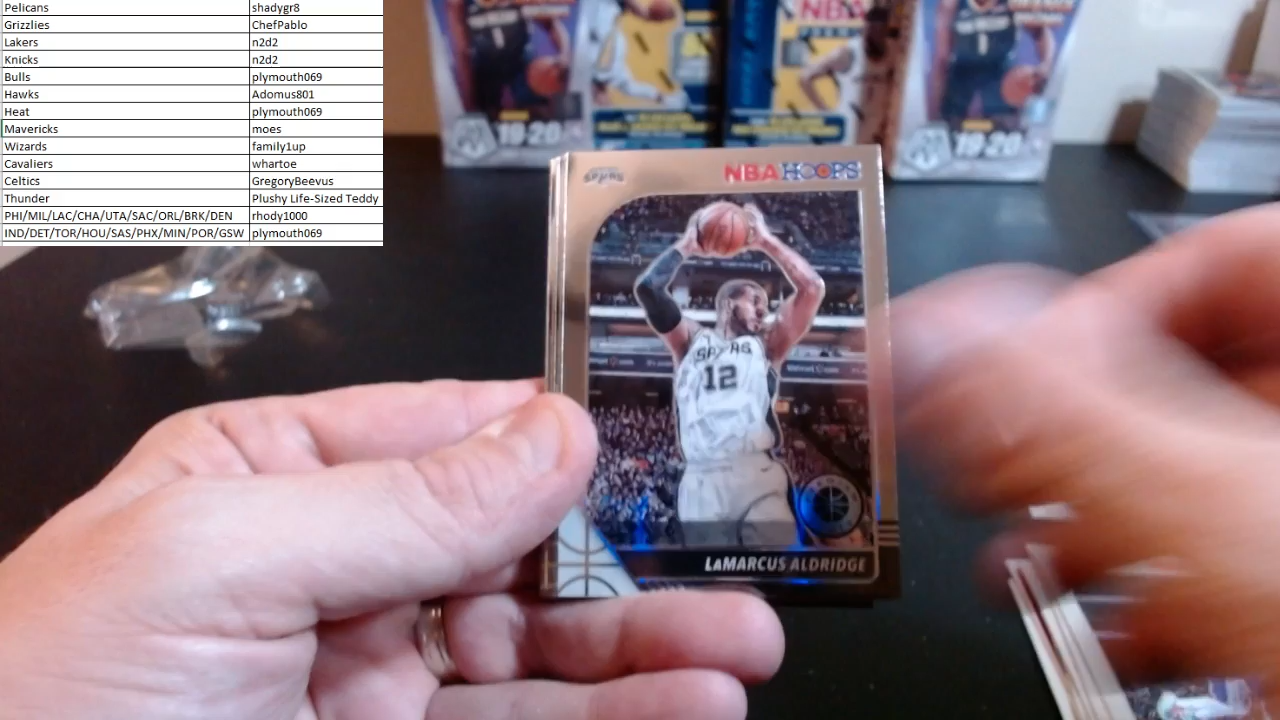 Pelicans shadygr8
Grizzlies ChefPablo
Lakers n2d2
Knicks n2d2
Bulls plymouth069
Hawks Adomus801
Heat plymouth069
Mavericks moes
Wizards family1up
Cavaliers whartoe
Celtics GregoryBeevus
Thunder Plushy Life-Sized Teddy
PHI/MIL/LAC/CHA/UTA/SAC/ORL/BRK/DEN rhody1000
IND/DET/TOR/HOU/SAS/PHX/MIN/POR/GSW plymouth069
NBA
19-20
19-20
SPURS
NBA HOOPS
SPURS
12
LaMARCUS ALDRIDGE